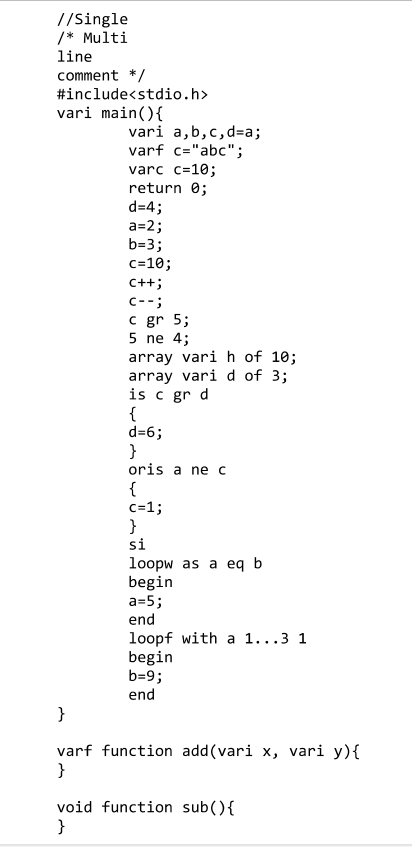 //Single
/* Multi
line
comment */
#include<stdio.h>
vari main(){
vari a,b,c,d=a;
varf c="abc";
varc c=10;
return 0;
d=4;
a=2;
b=3;
c=10;
c++;
c--;
c gr 5;
5 ne 4;
array vari h of 10;
array vari d of 3;
is c gr d
{
d=6;
}
oris a ne c
{
c=1;
}
si
loopw as a eq b
begin
a=5;
end
loopf with a 1...3 1
begin
b=9;
end
}
varf function add(vari x, vari y){
}
void function sub(){
}